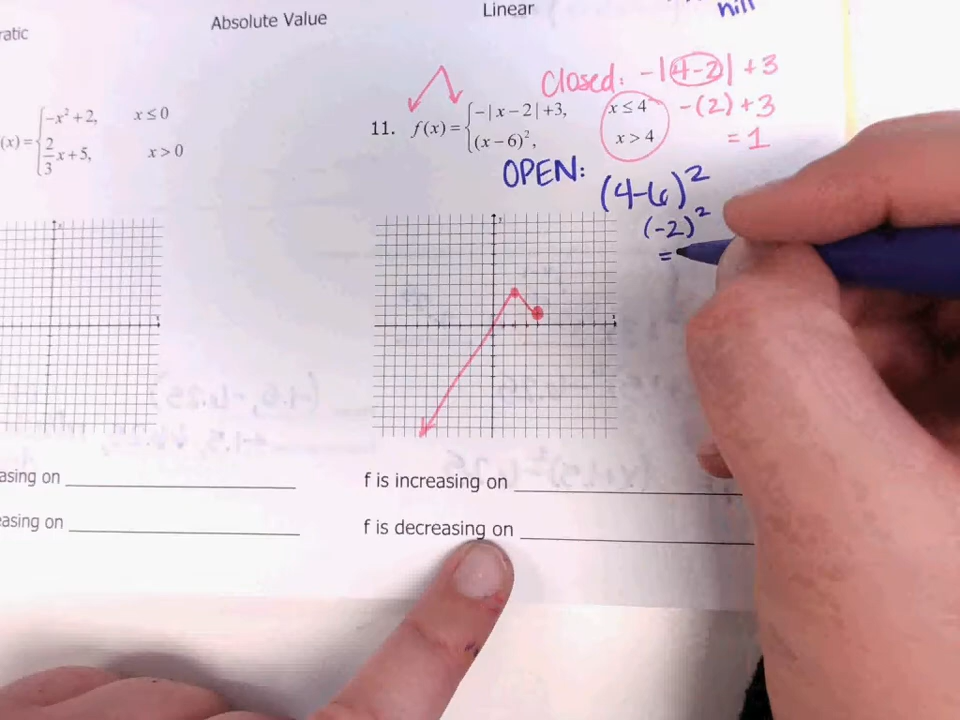 Absolute Value
Linear
hill
-x² + 2, x ≤ 0
(x) =
2/3 x + 5, x > 0
11. f(x) =
-|x - 2| + 3, x ≤ 4
(x - 6)², x > 4
Closed: -|4-2| + 3
-(2) + 3
= 1
OPEN: (4-6)²
(-2)²
=
asing on
f is increasing on
easing on
f is decreasing on